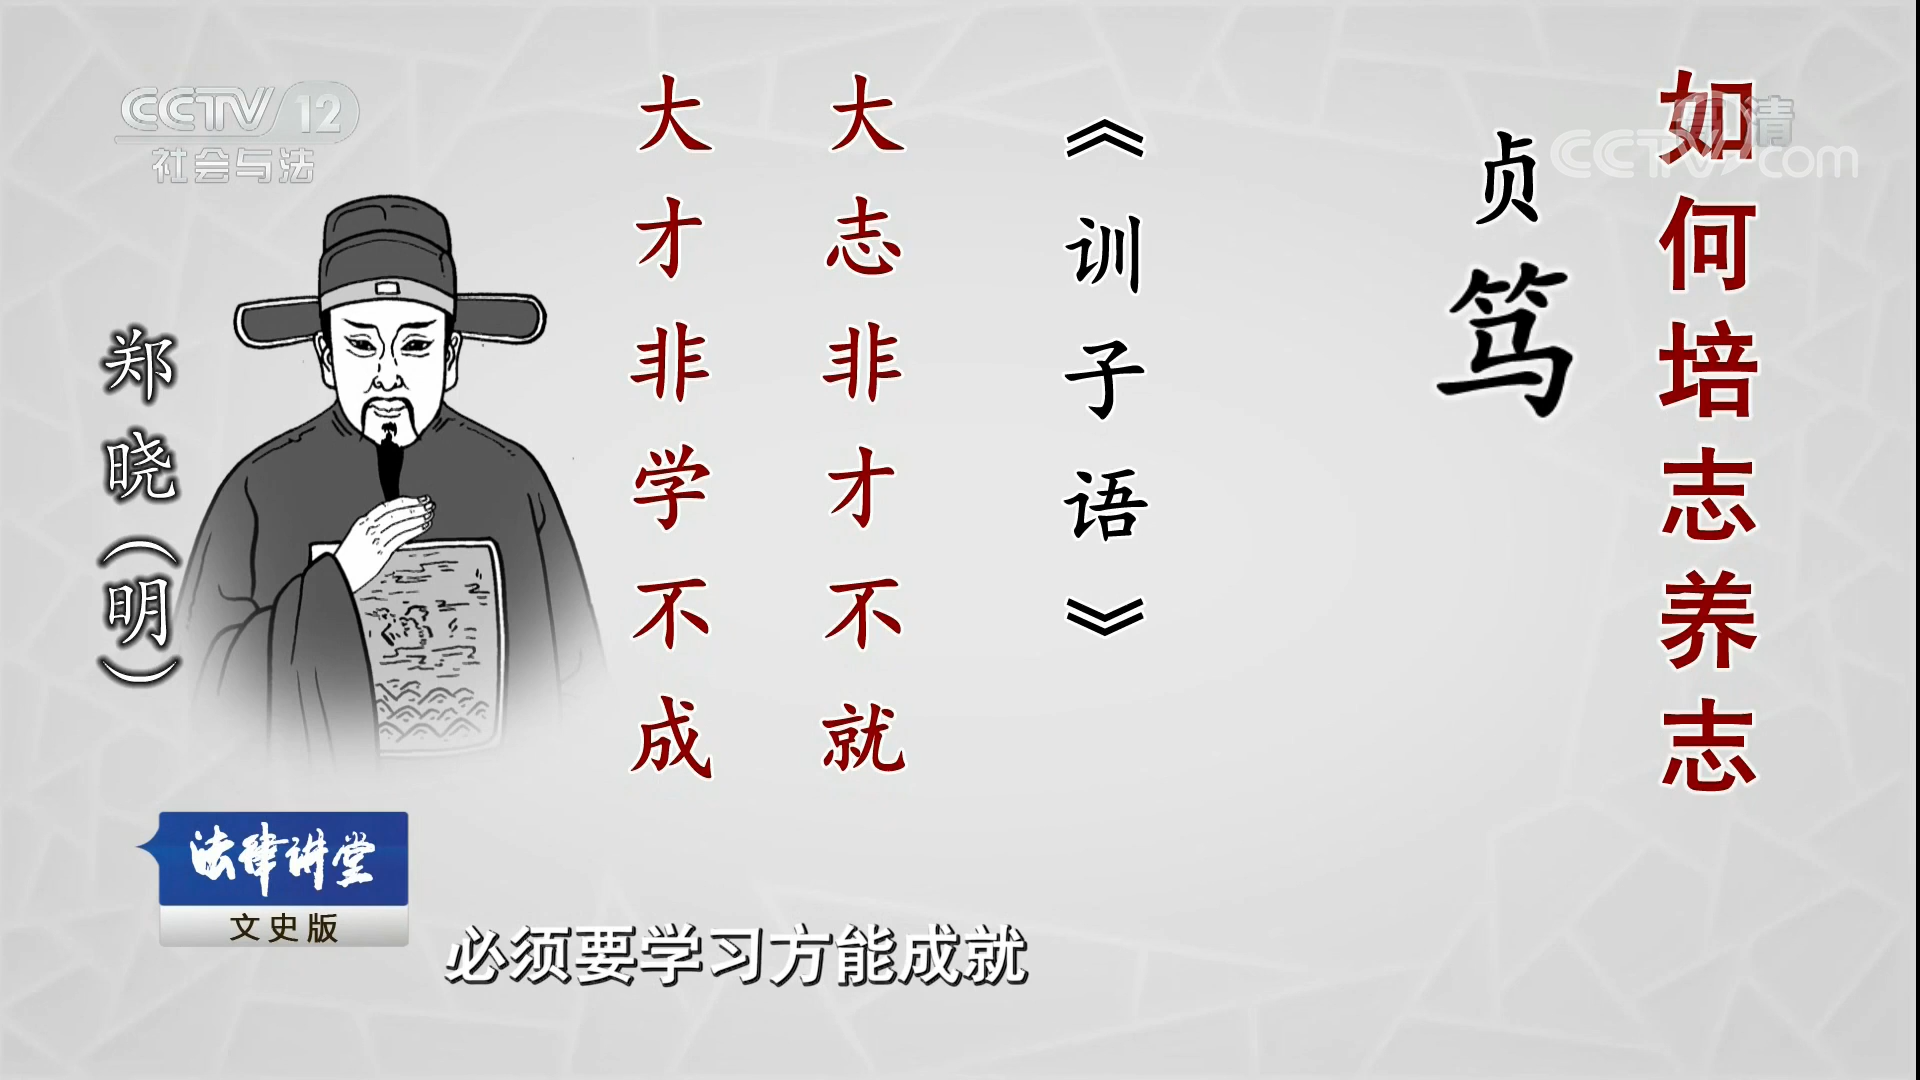 如何培志养志
贞
笃
《训子语》
大志非才不就
大才非学不成
郑晓（明）
CCTV 12
社会与法
高清
CCTV.com
法律讲堂
文史版
必须要学习方能成就